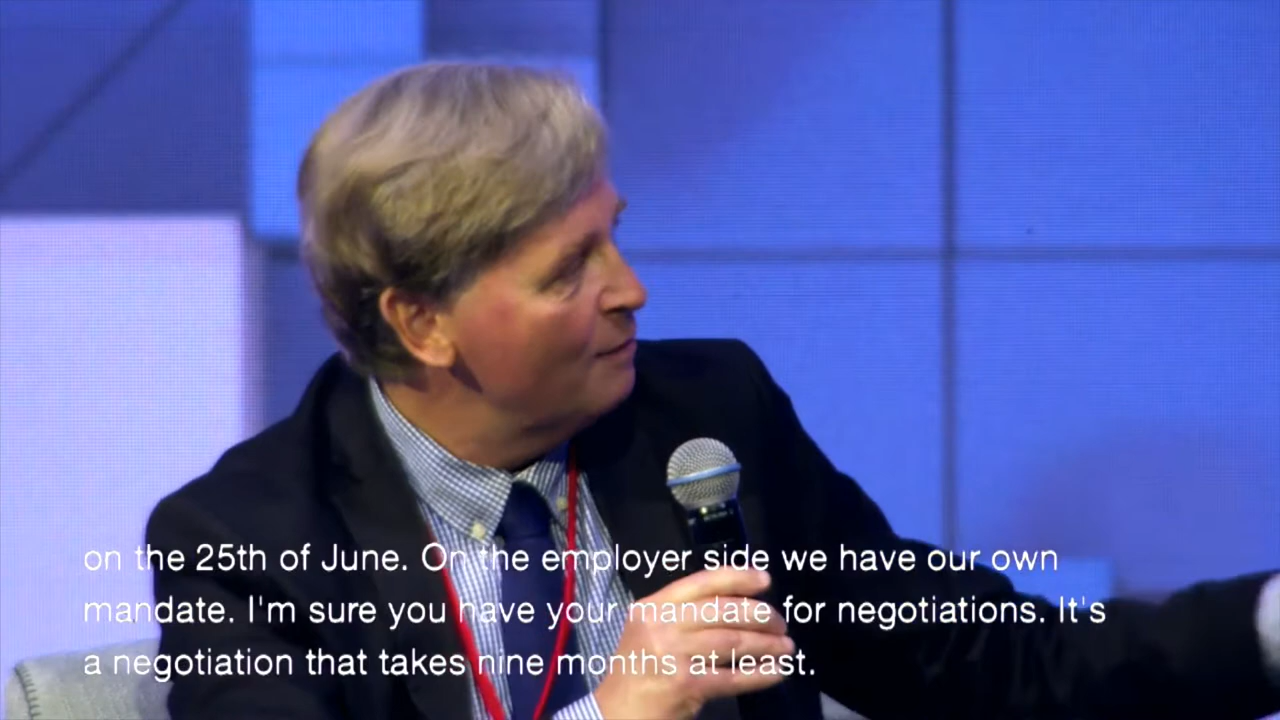 on the 25th of June. On the employer side we have our own
mandate. I'm sure you have your mandate for negotiations. It's
a negotiation that takes nine months at least.